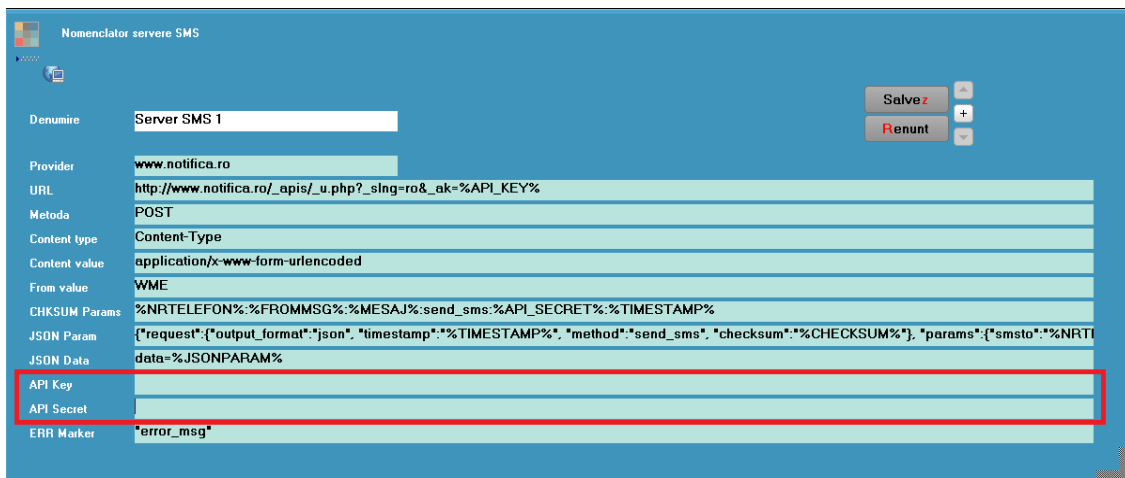 Nomenclator servere SMS
Salvez
Denumire Server SMS 1
+
Renunt
Provider www.notifica.ro
URL http://www.notifica.ro/_apis/_u.php?_slng=ro&_ak=%API_KEY%
Metoda POST
Content type Content-Type
Content value application/x-www-form-urlencoded
From value WME
CHKSUM Params %NRTELEFON%:%FROMMSG%:%MESAJ%:send_sms:%API_SECRET%:%TIMESTAMP%
JSON Param {"request":{"output_format":"json", "timestamp":"%TIMESTAMP%", "method":"send_sms", "checksum":"%CHECKSUM%"}, "params":{"smsto":"%NRT
JSON Data data=%JSONPARAM%
API Key
API Secret
ERR Marker "error_msg"